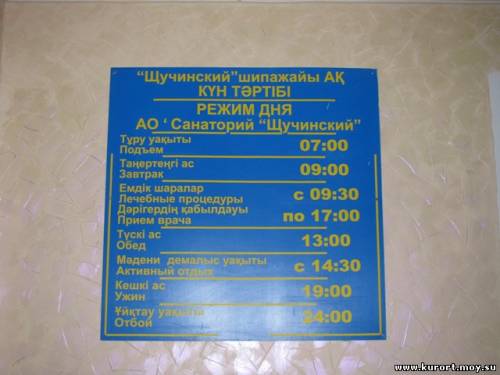 "Щучинский"шипажайы АҚ
КҮН ТӘРТІБІ
РЕЖИМ ДНЯ
АО ‘ Санаторий "Щучинский"
Тұру уақыты
Подъем 07:00
Таңертеңгі ас
Завтрак 09:00
Емдік шаралар
Лечебные процедуры с 09:30
Дәрігердің қабылдауы
Прием врача по 17:00
Түскі ас
Обед 13:00
Мәдени демалыс уақыты
Активный отдых с 14:30
Кешкі ас
Ужин 19:00
Ұйқтау уақыты
Отбой 24:00
www.kurort.moy.su